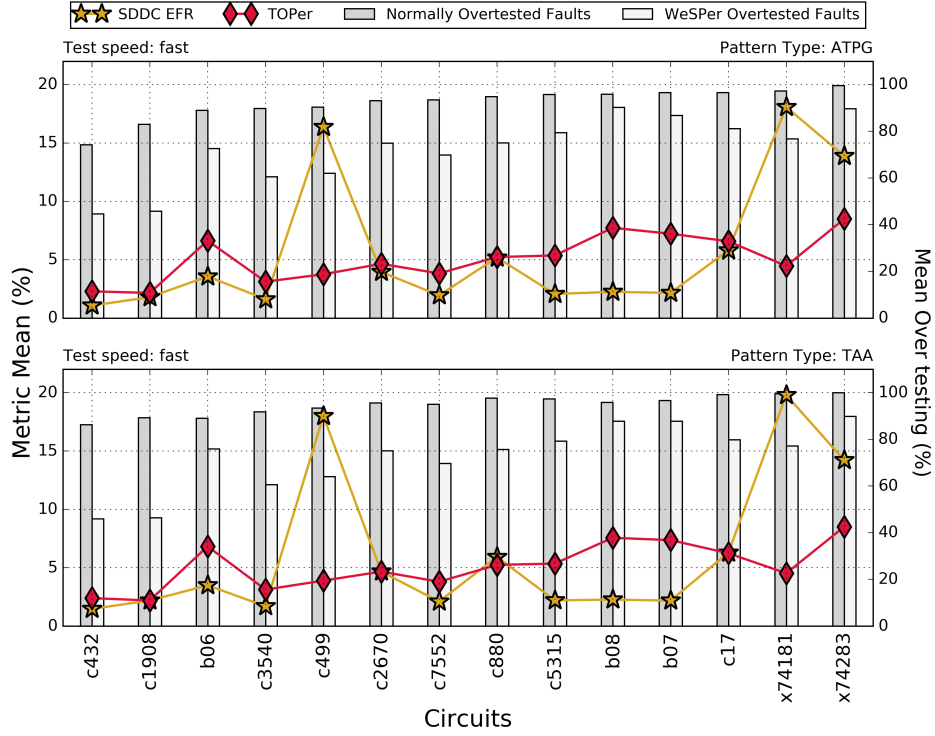 SDDC EFR TOPer Normally Overtested Faults WeSPer Overtested Faults
Test speed: fast Pattern Type: ATPG
20 100
80
15
60
10
40
5
20
0 0
Test speed: fast Pattern Type: TAA
20 100
80
15
60
10
40
5
20
0 0
Metric Mean (%)
Mean Over testing (%)
c432 c1908 b06 c3540 c499 c2670 c7552 c880 c5315 b08 b07 c17 x74181 x74283
Circuits